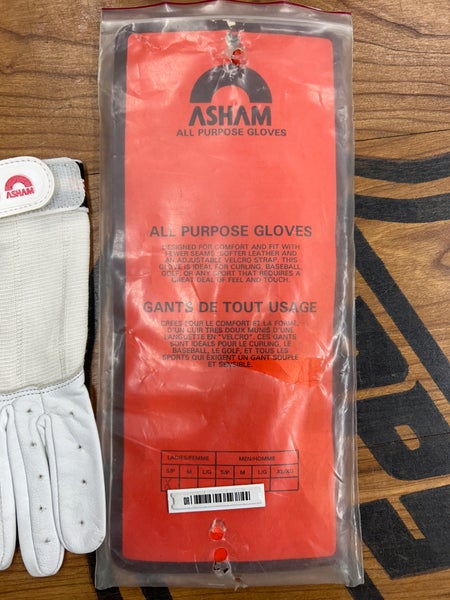 ASHAM
ALL PURPOSE GLOVES
ASHAM
ALL PURPOSE GLOVES
DESIGNED FOR COMFORT AND FIT WITH
FEWER SEAMS, SOFTER LEATHER AND
AN ADJUSTABLE VELCRO STRAP. THIS
GLOVE IS IDEAL FOR CURLING, BASEBALL,
GOLF, OR ANY SPORT THAT REQUIRES A
GREAT DEAL OF FEEL AND TOUCH.
GANTS DE TOUT USAGE
CRÉES POUR LE COMFORT ET LA FORME,
D'UN CUIR TRES DOUX MUNIS D'UNE
LANGUETTE EN "VELCRO". CES GANTS
SONT IDÉALS POUR LE CURLING, LE
BASEBALL, LE GOLF, ET TOUS LES
SPORTS QUI EXIGENT UN GANT SOUPLE
ET SENSIBLE.
LADIES/FEMME MEN/HOMME
S/P M L/G S/P M L/G XL/XG